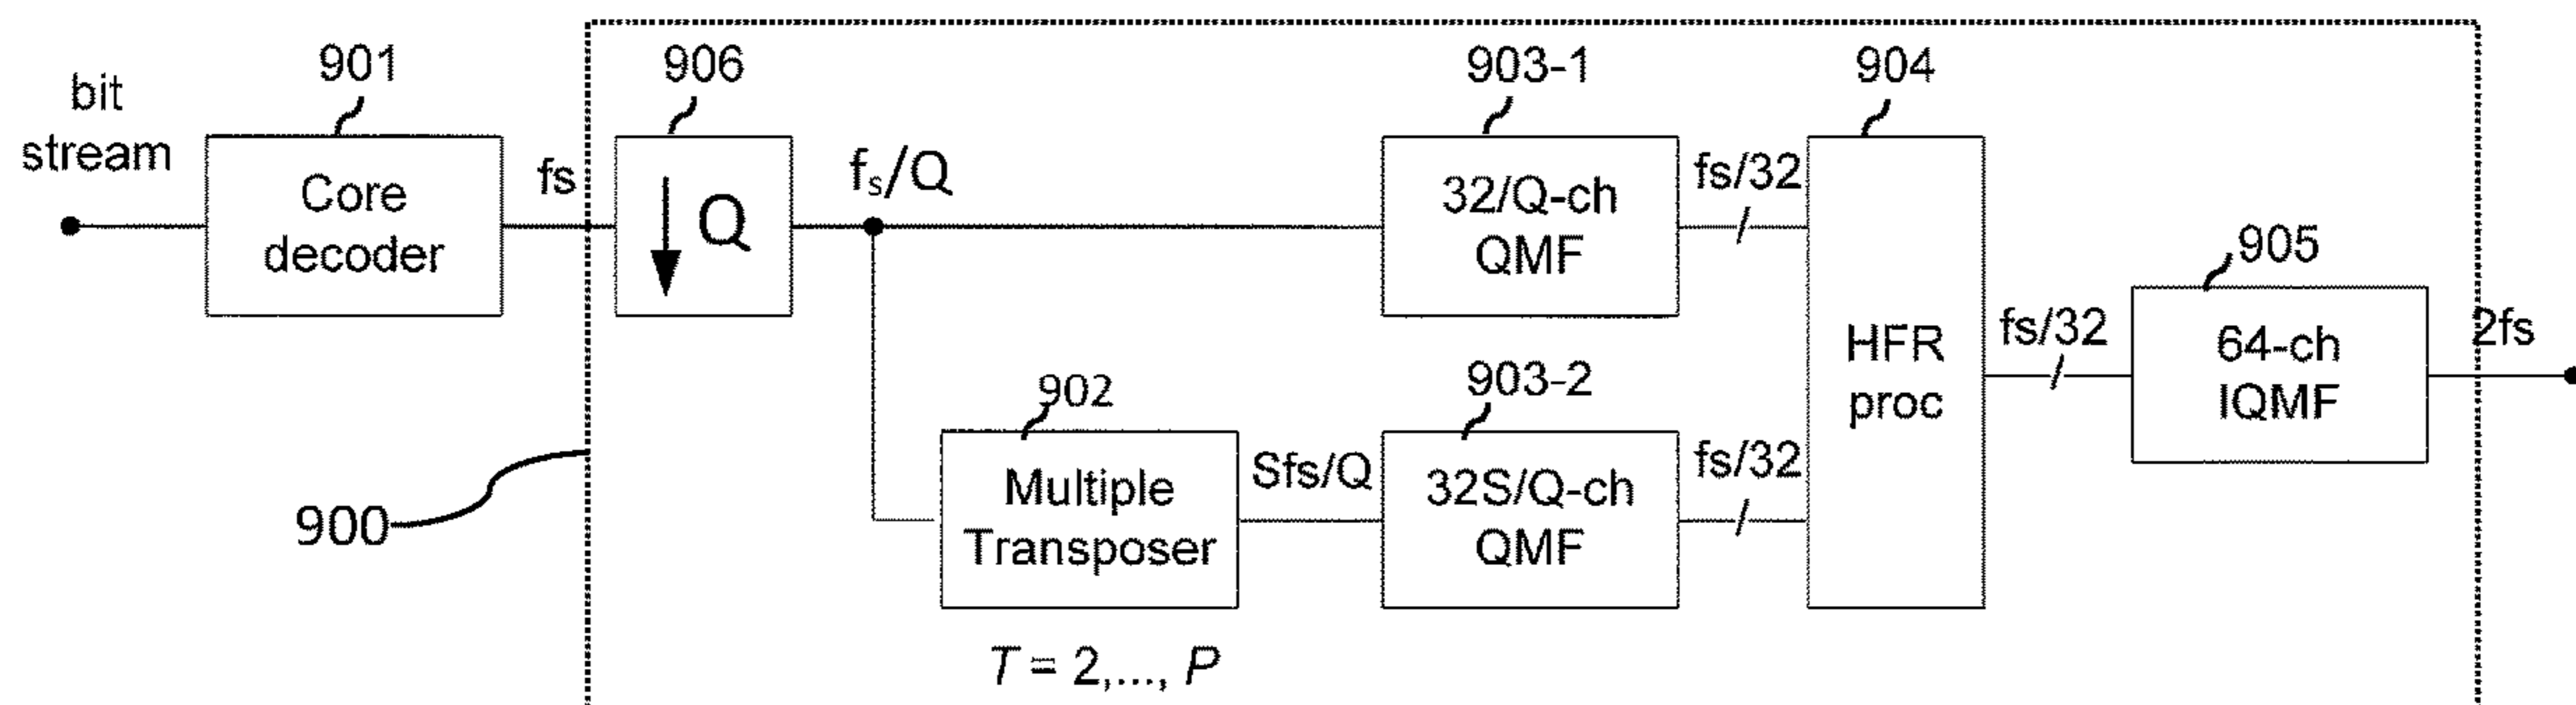 901
906
903-1
904
bit
stream
Core
decoder
fs
Q
fs/Q
32/Q-ch
QMF
fs/32
905
HFR
proc
fs/32
64-ch
IQMF
2fs
902
903-2
Multiple
Transposer
Sfs/Q
32S/Q-ch
QMF
fs/32
900
T = 2,..., P